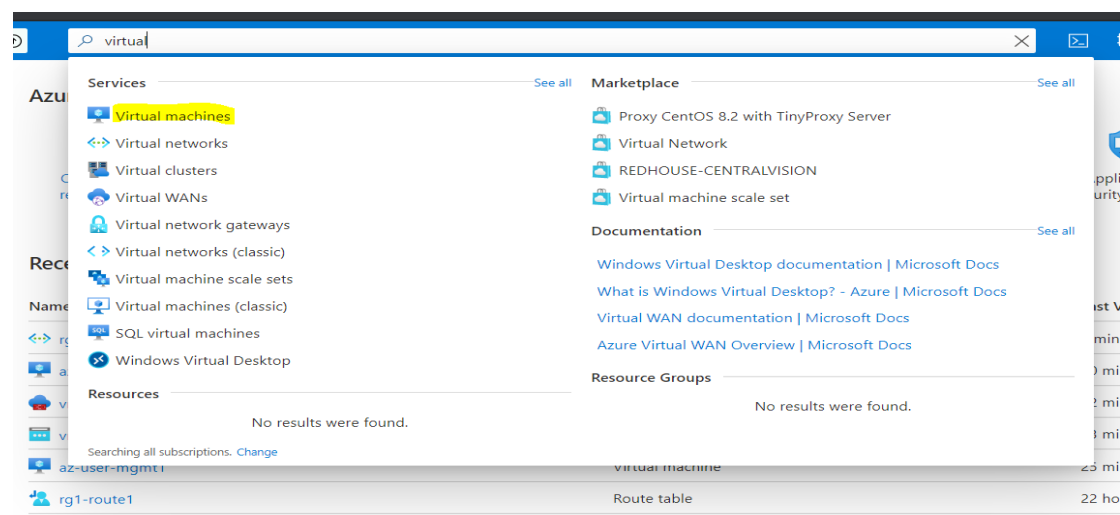 virtual
Services See all
Virtual machines
Virtual networks
Virtual clusters
Virtual WANs
Virtual network gateways
Virtual networks (classic)
Virtual machine scale sets
Virtual machines (classic)
SQL virtual machines
Windows Virtual Desktop
Resources
No results were found.
Searching all subscriptions. Change
Marketplace See all
Proxy CentOS 8.2 with TinyProxy Server
Virtual Network
REDHOUSE-CENTRALVISION
Virtual machine scale set
Documentation See all
Windows Virtual Desktop documentation | Microsoft Docs
What is Windows Virtual Desktop? - Azure | Microsoft Docs
Virtual WAN documentation | Microsoft Docs
Azure Virtual WAN Overview | Microsoft Docs
Resource Groups
No results were found.
Name
az-user-mgmt1 Virtual machine 23 mi
rg1-route1 Route table 22 ho